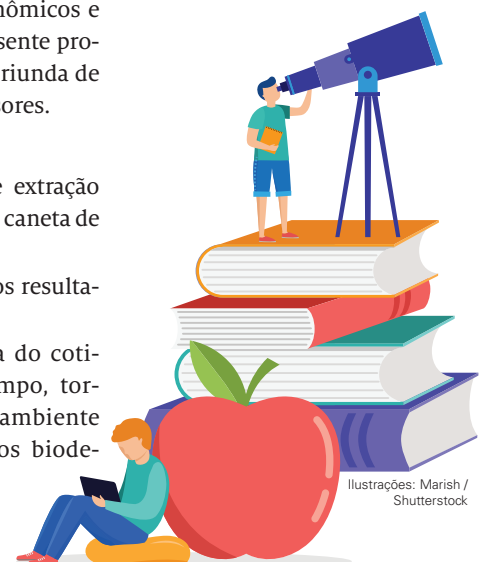 nômicos e
sente pro-
riunda de
sores.
e extração
caneta de
os resulta-
a do coti-
mpo, tor-
ambiente
os biode-
Ilustrações: Marish /
Shutterstock